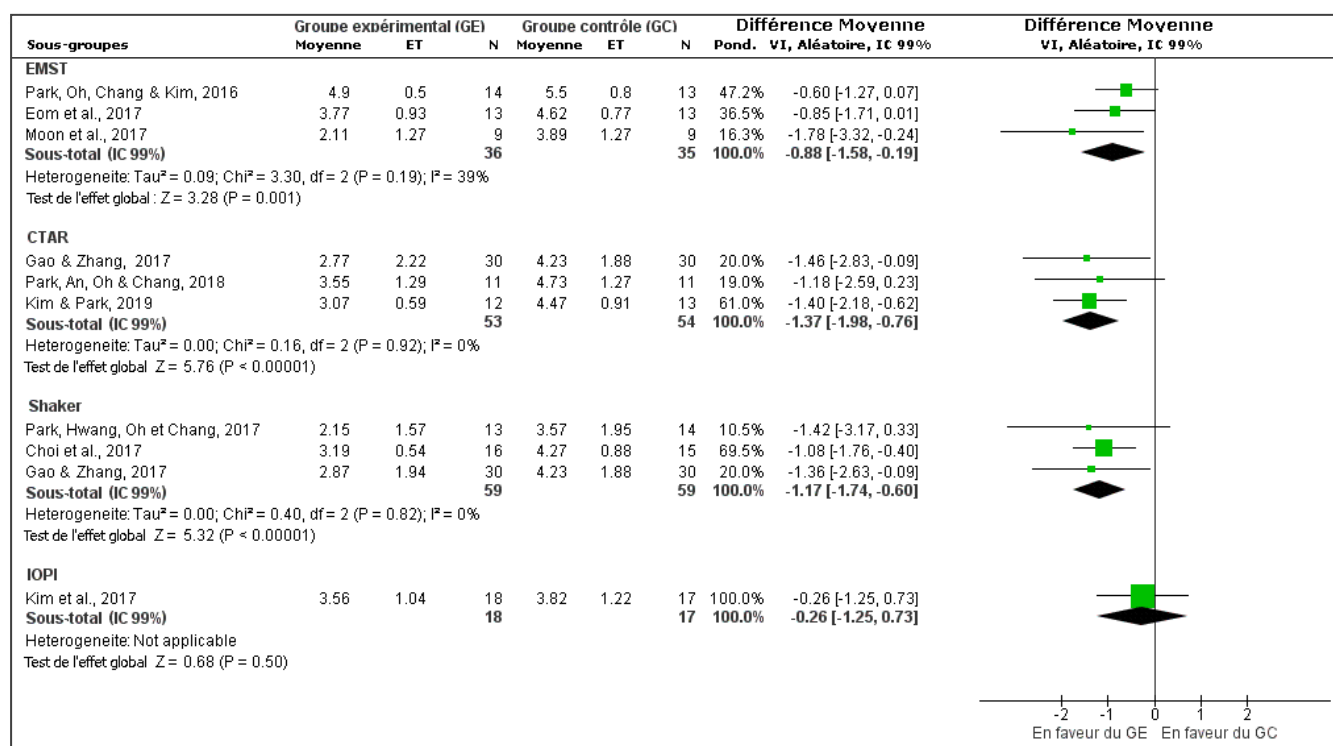 Groupe expérimental (GE) Groupe contrôle (GC) Différence Moyenne Différence Moyenne
Sous-groupes Moyenne ET N Moyenne ET N Pond. VI, Aléatoire, IC 99% VI, Aléatoire, IC 99%
EMST
Park, Oh, Chang & Kim, 2016 4.9 0.5 14 5.5 0.8 13 47.2% -0.60 [-1.27, 0.07]
Eom et al., 2017 3.77 0.93 13 4.62 0.77 13 36.5% -0.85 [-1.71, 0.01]
Moon et al., 2017 2.11 1.27 9 3.89 1.27 9 16.3% -1.78 [-3.32, -0.24]
Sous-total (IC 99%) 36 35 100.0% -0.88 [-1.58, -0.19]
Heterogeneite: Tau² = 0.09; Chi² = 3.30, df = 2 (P = 0.19); I² = 39%
Test de l'effet global : Z = 3.28 (P = 0.001)
CTAR
Gao & Zhang, 2017 2.77 2.22 30 4.23 1.88 30 20.0% -1.46 [-2.83, -0.09]
Park, An, Oh & Chang, 2018 3.55 1.29 11 4.73 1.27 11 19.0% -1.18 [-2.59, 0.23]
Kim & Park, 2019 3.07 0.59 12 4.47 0.91 13 61.0% -1.40 [-2.18, -0.62]
Sous-total (IC 99%) 53 54 100.0% -1.37 [-1.98, -0.76]
Heterogeneite: Tau² = 0.00; Chi² = 0.16, df = 2 (P = 0.92); I² = 0%
Test de l'effet global Z = 5.76 (P < 0.00001)
Shaker
Park, Hwang, Oh et Chang, 2017 2.15 1.57 13 3.57 1.95 14 10.5% -1.42 [-3.17, 0.33]
Choi et al., 2017 3.19 0.54 16 4.27 0.88 15 69.5% -1.08 [-1.76, -0.40]
Gao & Zhang, 2017 2.87 1.94 30 4.23 1.88 30 20.0% -1.36 [-2.63, -0.09]
Sous-total (IC 99%) 59 59 100.0% -1.17 [-1.74, -0.60]
Heterogeneite: Tau² = 0.00; Chi² = 0.40, df = 2 (P = 0.82); I² = 0%
Test de l'effet global Z = 5.32 (P < 0.00001)
IOPI
Kim et al., 2017 3.56 1.04 18 3.82 1.22 17 100.0% -0.26 [-1.25, 0.73]
Sous-total (IC 99%) 18 17 100.0% -0.26 [-1.25, 0.73]
Heterogeneite: Not applicable
Test de l'effet global Z = 0.68 (P = 0.50)
-2 -1 0 1 2
En faveur du GE En faveur du GC